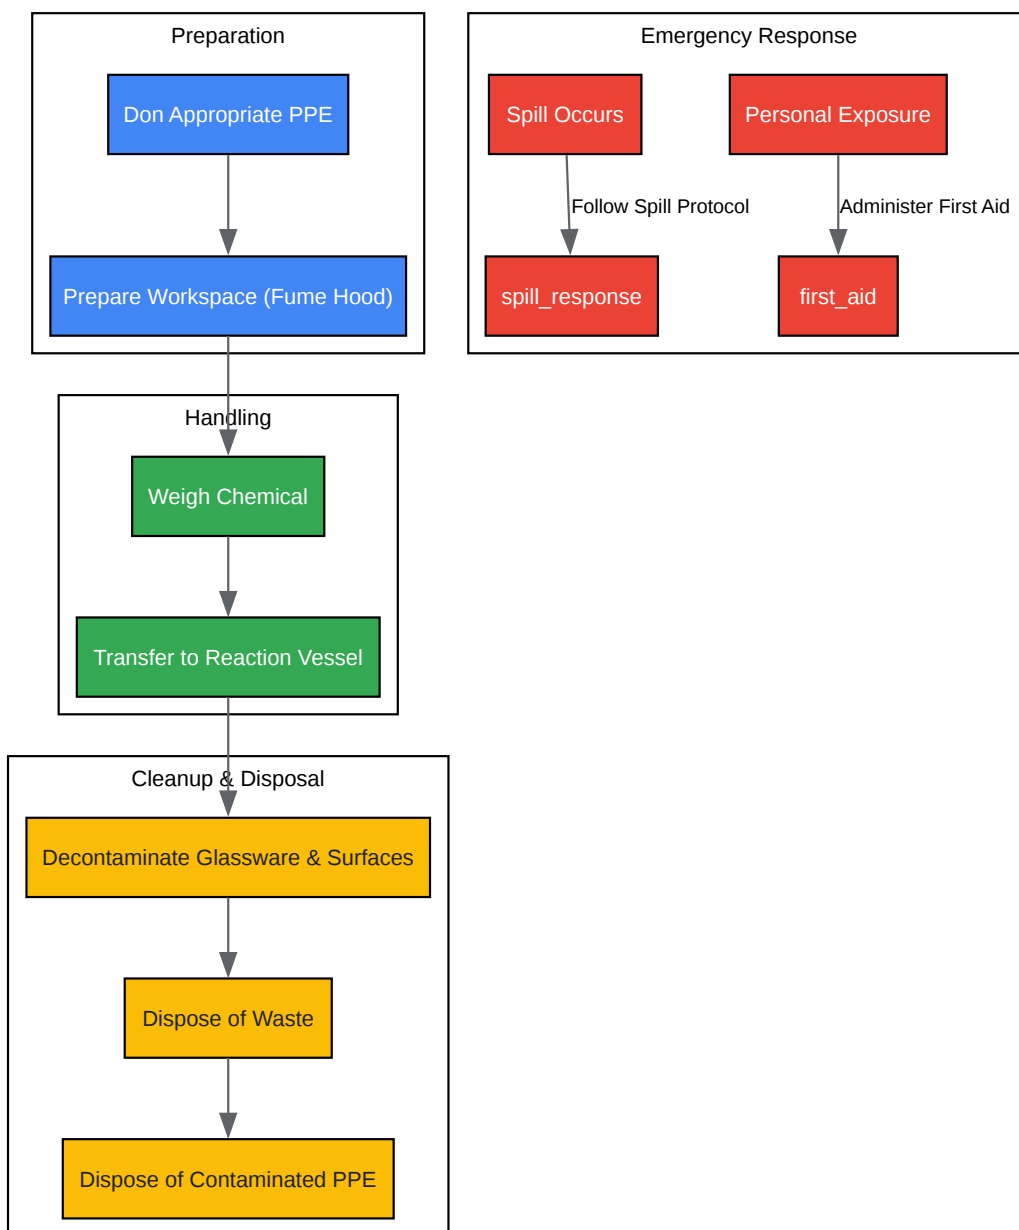 Preparation
Don Appropriate PPE
Prepare Workspace (Fume Hood)
Emergency Response
Spill Occurs
Personal Exposure
Follow Spill Protocol
Administer First Aid
spill_response
first_aid
Handling
Weigh Chemical
Transfer to Reaction Vessel
Cleanup & Disposal
Decontaminate Glassware & Surfaces
Dispose of Waste
Dispose of Contaminated PPE